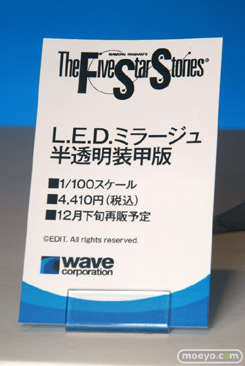 MAMORU NAGANO'S
The Five Star Stories®
L.E.D.ミラージュ
半透明装甲版
■1/100スケール
■4,410円(税込)
■12月下旬再販予定
©EDIT. All rights reserved.
wave
corporation
moeyo.com